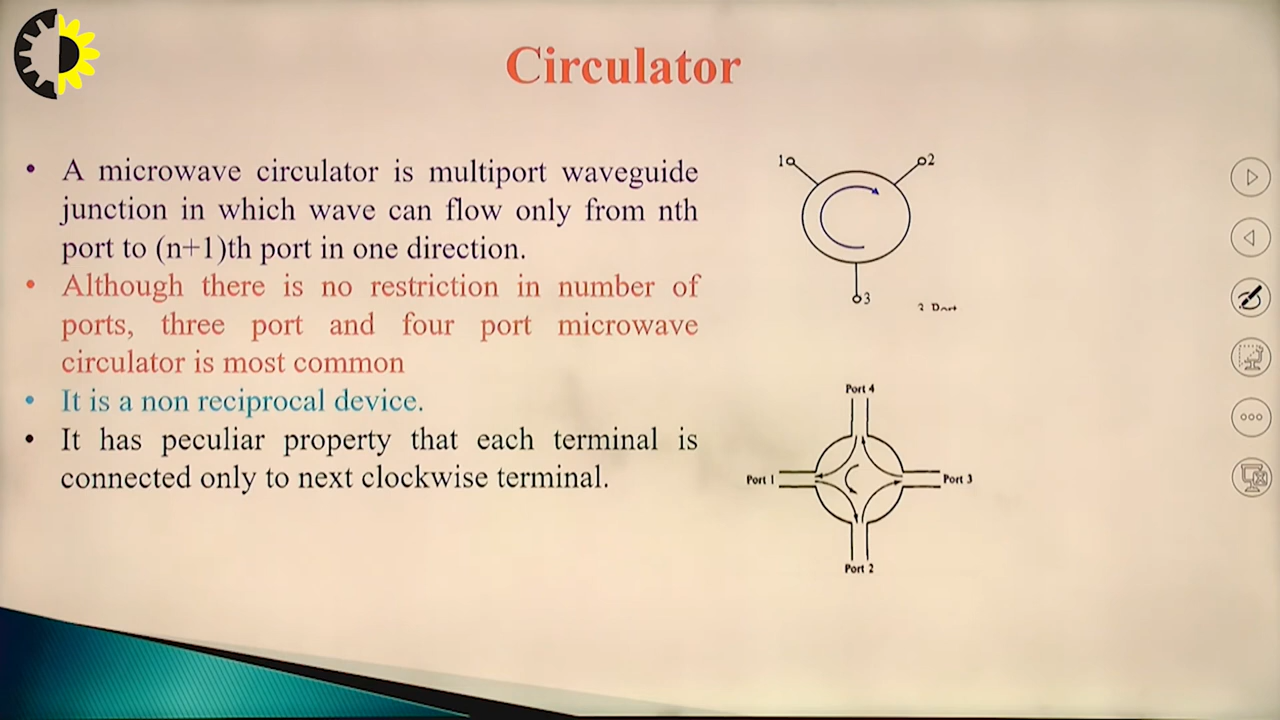 Circulator
• A microwave circulator is multiport waveguide
junction in which wave can flow only from nth
port to (n+1)th port in one direction.
• Although there is no restriction in number of
ports, three port and four port microwave
circulator is most common
• It is a non reciprocal device.
• It has peculiar property that each terminal is
connected only to next clockwise terminal.
1
2
3
Port 4
Port 1
Port 3
Port 2